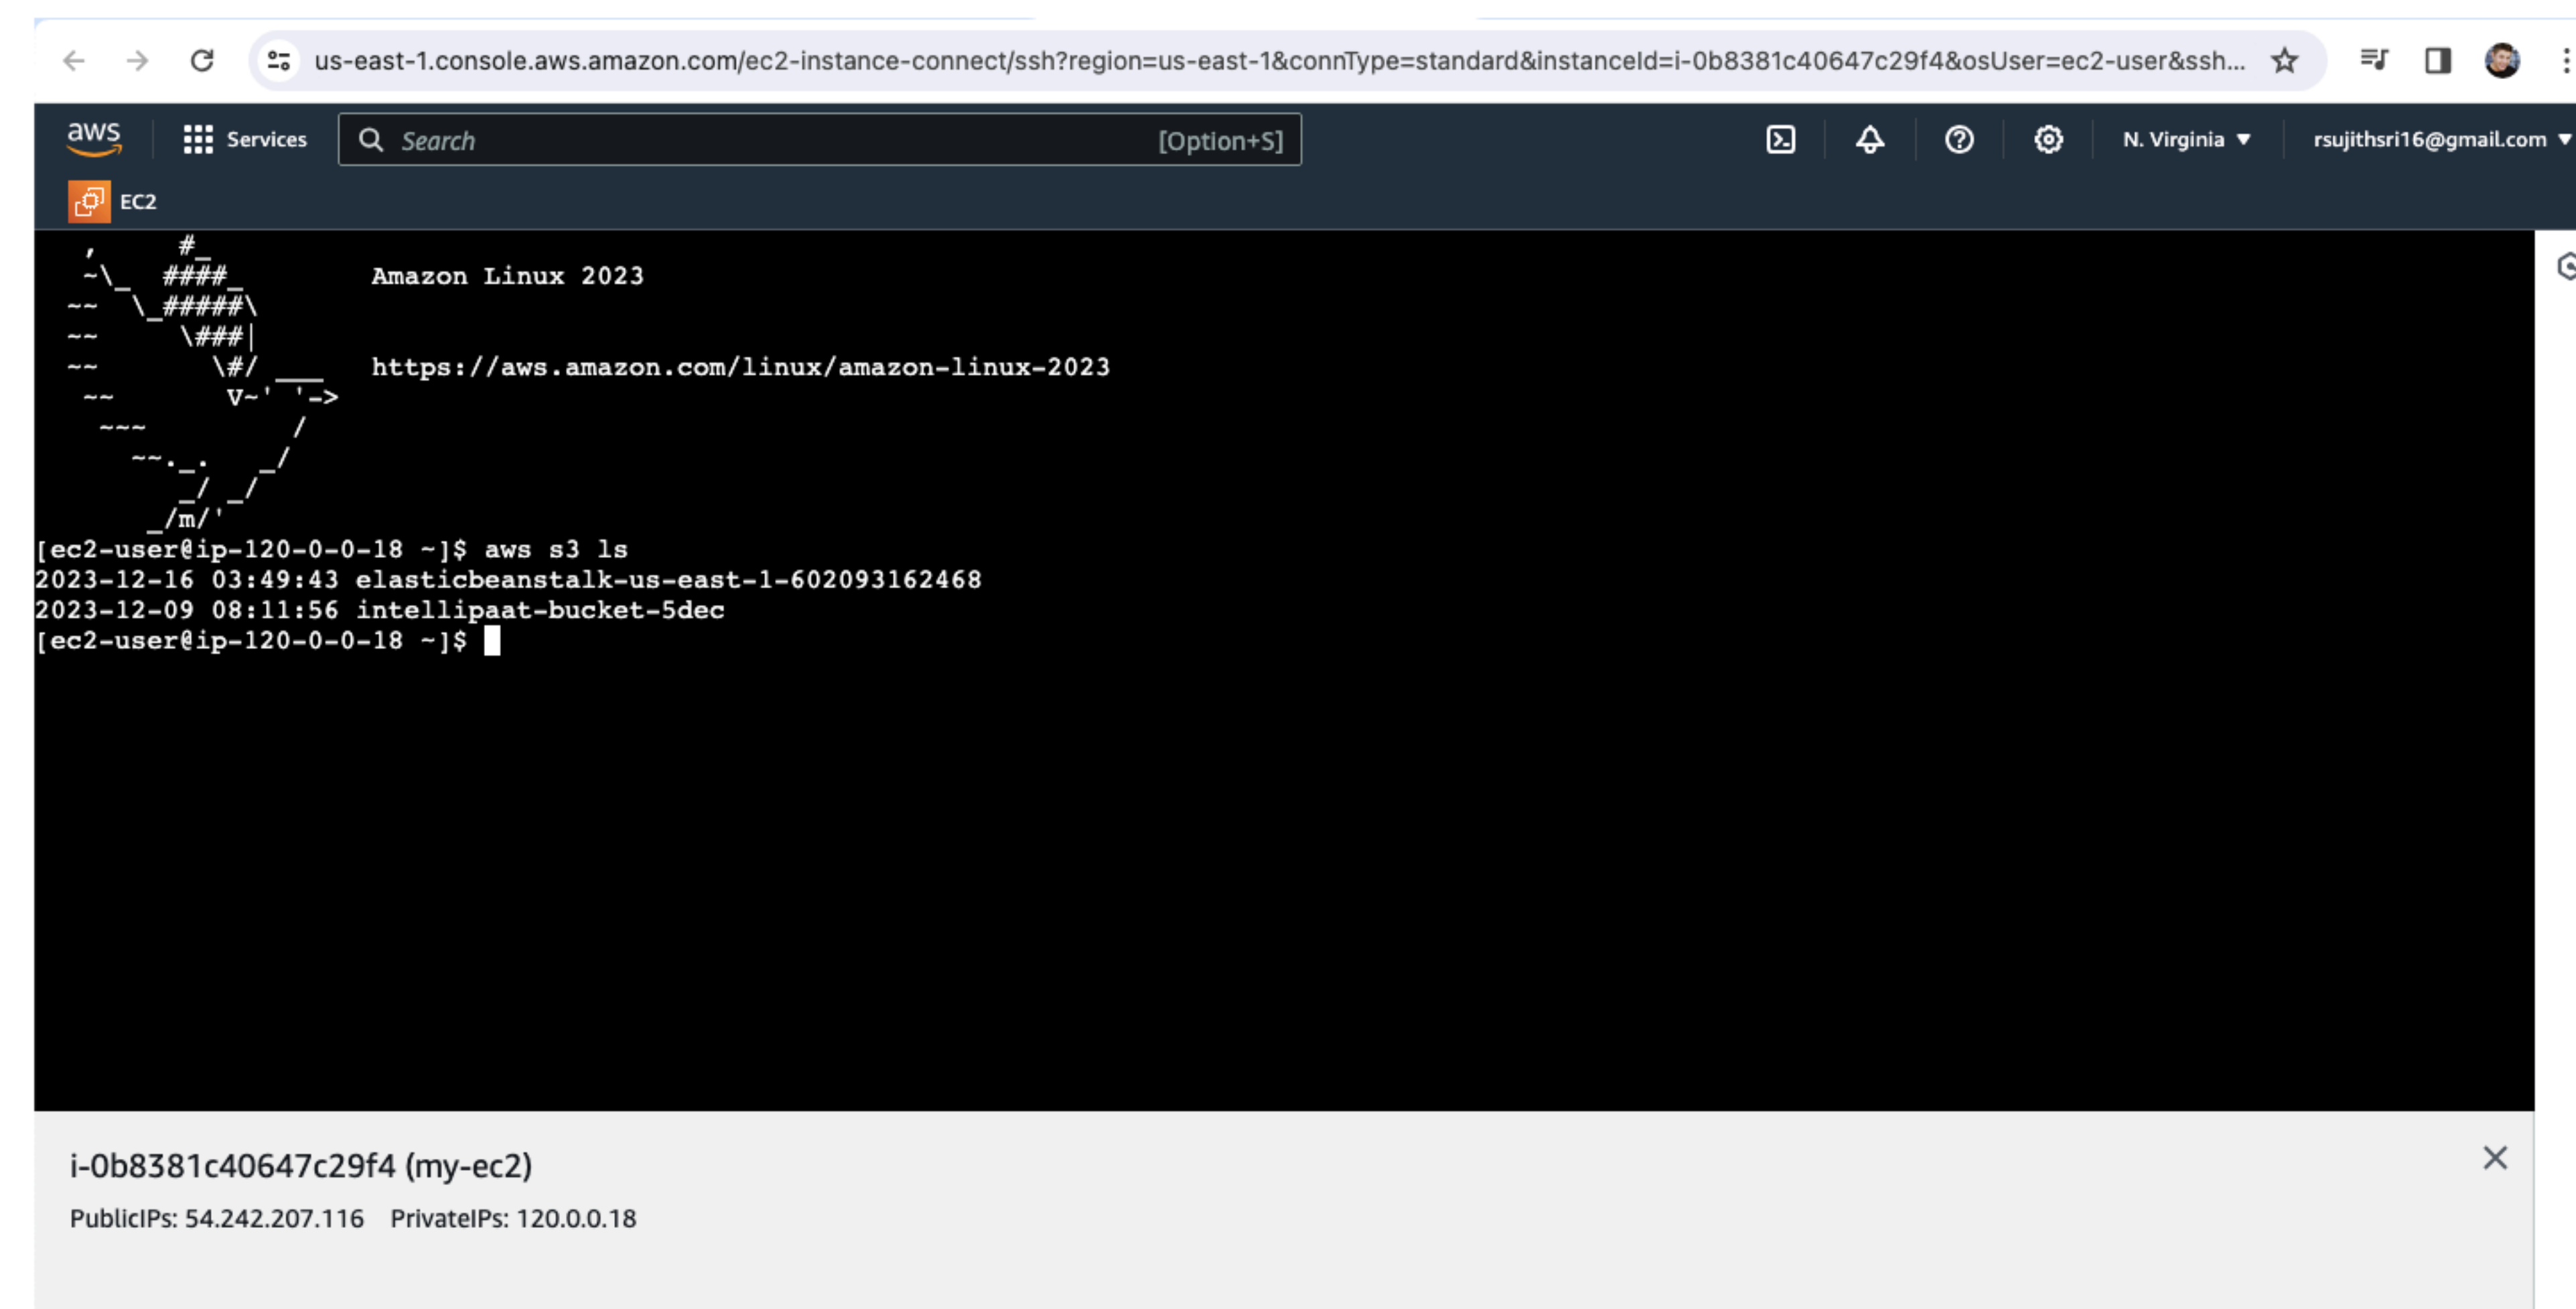 us-east-1.console.aws.amazon.com/ec2-instance-connect/ssh?region=us-east-1&connType=standard&instanceId=i-0b8381c40647c29f4&osUser=ec2-user&ssh...
aws Services Search [Option+S] N. Virginia ▼ rsujithsri16@gmail.com ▼
EC2
   ,     #_
   ~\_  ####_        Amazon Linux 2023
  ~~  \_#####\
  ~~     \###|
  ~~       \#/ ___   https://aws.amazon.com/linux/amazon-linux-2023
   ~~       V~' '->
    ~~~         /
      ~~._.   _/
         _/ _/
       _/m/'
[ec2-user@ip-120-0-0-18 ~]$ aws s3 ls
2023-12-16 03:49:43 elasticbeanstalk-us-east-1-602093162468
2023-12-09 08:11:56 intellipaat-bucket-5dec
[ec2-user@ip-120-0-0-18 ~]$
i-0b8381c40647c29f4 (my-ec2)
PublicIPs: 54.242.207.116 PrivateIPs: 120.0.0.18